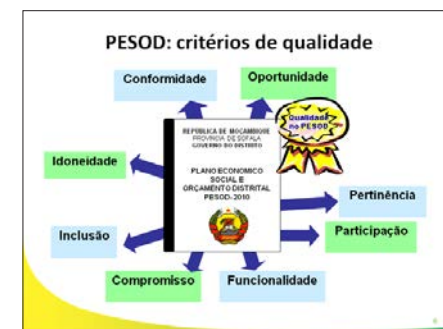 PESOD: critérios de qualidade
Conformidade
Oportunidade
Qualidade
no PESOD
REPÚBLICA DE MOÇAMBIQUE
PROVÍNCIA DE SOFALA
GOVERNO DO DISTRITO
Idoneidade
PLANO ECONOMICO
SOCIAL E
ORÇAMENTO DISTRITAL
PESOD-2010
Pertinência
Inclusão
Participação
Compromisso
Funcionalidade